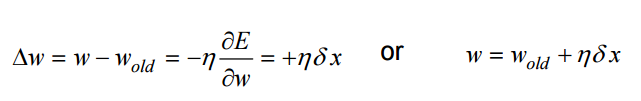 Δw = w − w_old = −η ∂E/∂w = +ηδx or w = w_old + ηδx